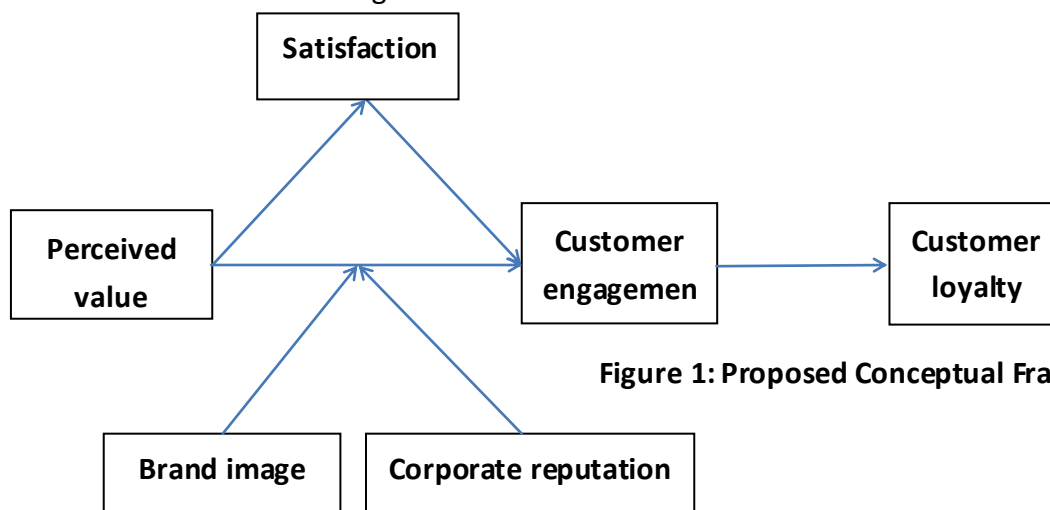 Satisfaction
Perceived
value
Customer
engagemen
Customer
loyalty
Figure 1: Proposed Conceptual Fra
Brand image
Corporate reputation